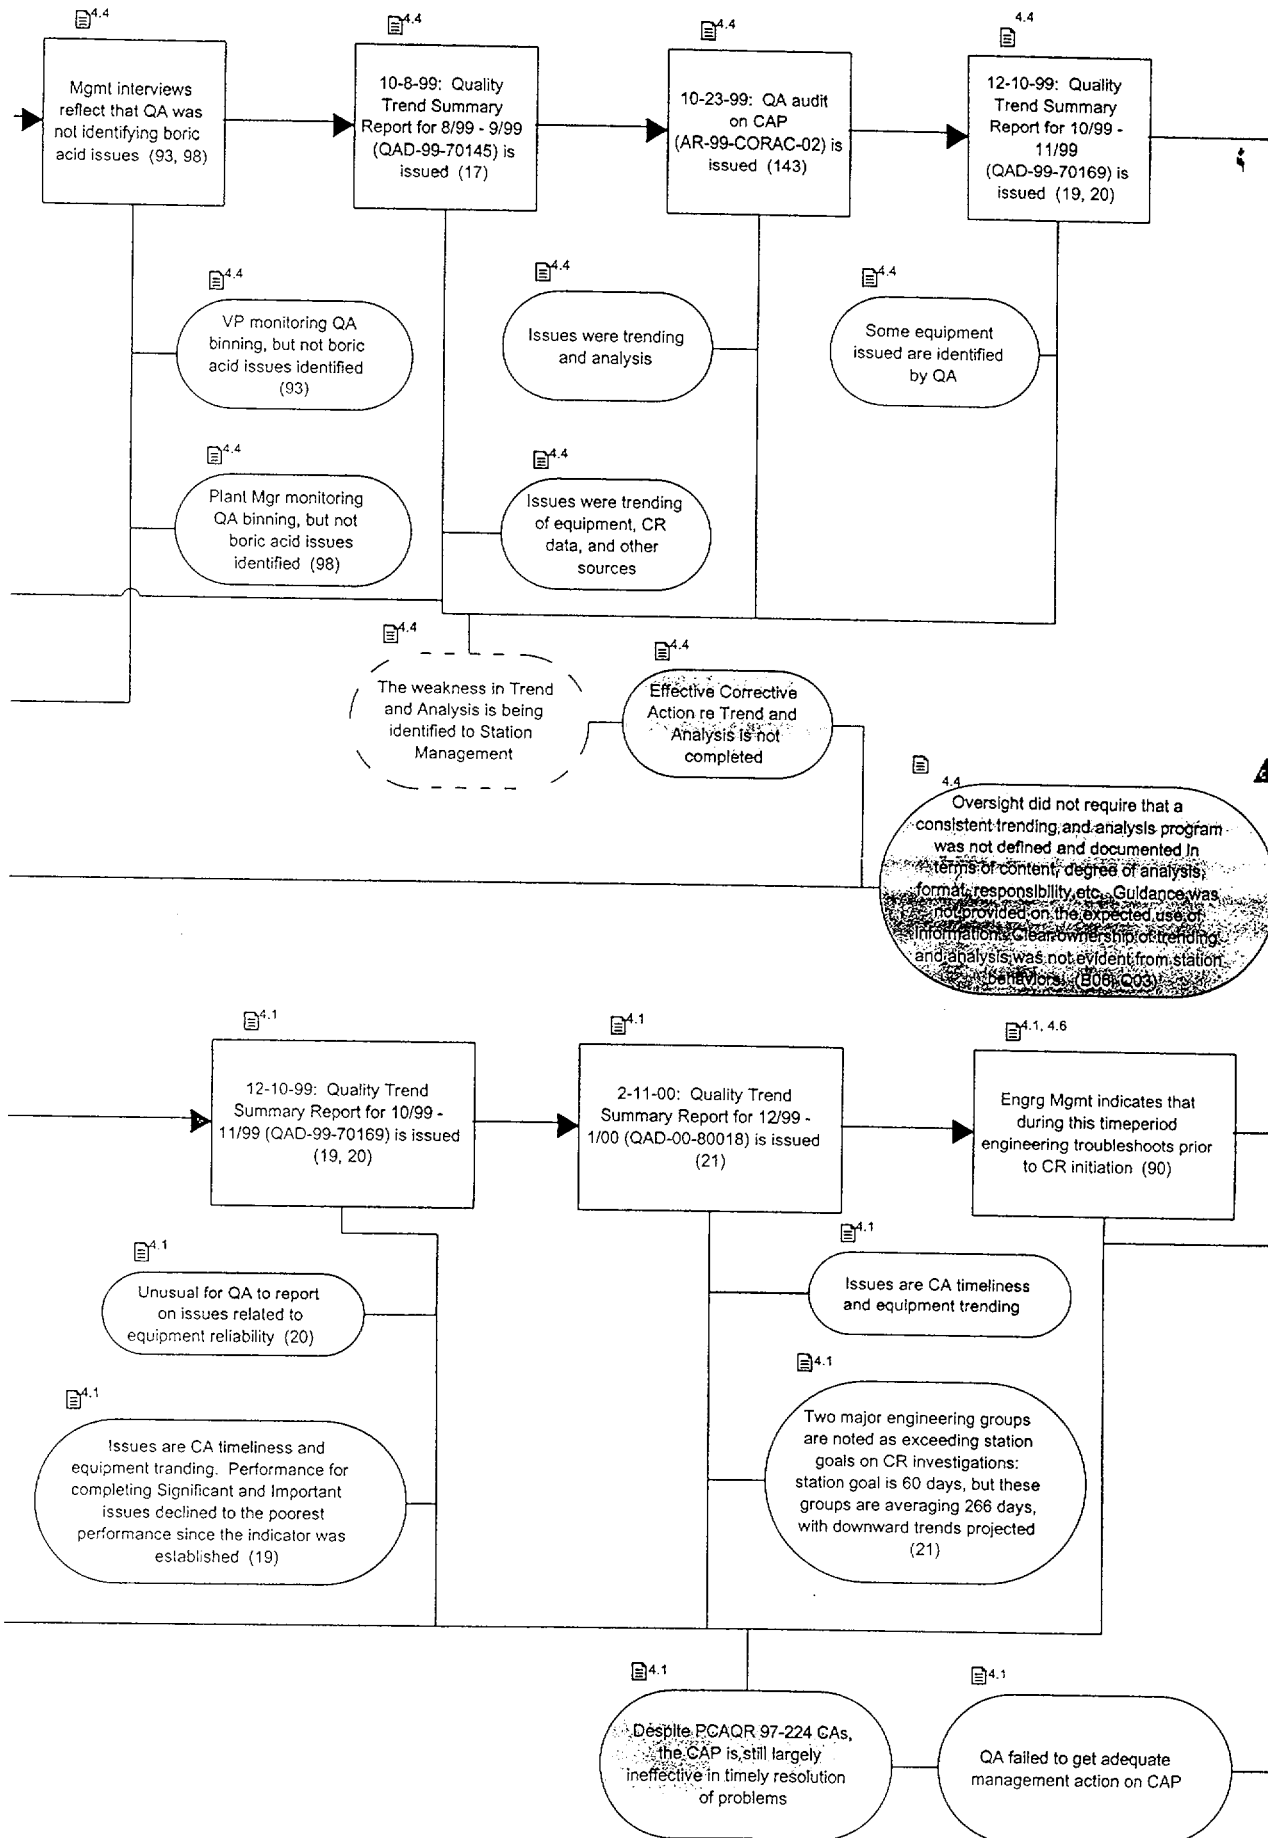 4.4
Mgmt interviews
reflect that QA was
not identifying boric
acid issues (93, 98)
4.4
10-8-99: Quality
Trend Summary
Report for 8/99 - 9/99
(QAD-99-70145) is
issued (17)
4.4
10-23-99: QA audit
on CAP
(AR-99-CORAC-02) is
issued (143)
4.4
12-10-99: Quality
Trend Summary
Report for 10/99 -
11/99
(QAD-99-70169) is
issued (19, 20)
4.4
VP monitoring QA
binning, but not boric
acid issues identified
(93)
4.4
Issues were trending
and analysis
4.4
Some equipment
issued are identified
by QA
4.4
Plant Mgr monitoring
QA binning, but not
boric acid issues
identified (98)
4.4
Issues were trending
of equipment, CR
data, and other
sources
4.4
The weakness in Trend
and Analysis is being
identified to Station
Management
4.4
Effective Corrective
Action re Trend and
Analysis is not
completed
4.4
Oversight did not require that a
consistent trending and analysis program
was not defined and documented in
terms of content, degree of analysis,
format, responsibility, etc. Guidance was
not provided on the expected use of
information. Clear ownership of trending
and analysis was not evident from station
behaviors. (B06, Q03)
4.1
12-10-99: Quality Trend
Summary Report for 10/99 -
11/99 (QAD-99-70169) is issued
(19, 20)
4.1
2-11-00: Quality Trend
Summary Report for 12/99 -
1/00 (QAD-00-80018) is issued
(21)
4.1, 4.6
Engrg Mgmt indicates that
during this timeperiod
engineering troubleshoots prior
to CR initiation (90)
4.1
Unusual for QA to report
on issues related to
equipment reliability (20)
4.1
Issues are CA timeliness
and equipment trending
4.1
Issues are CA timeliness and
equipment tranding. Performance for
completing Significant and Important
issues declined to the poorest
performance since the indicator was
established (19)
4.1
Two major engineering groups
are noted as exceeding station
goals on CR investigations:
station goal is 60 days, but these
groups are averaging 266 days,
with downward trends projected
(21)
4.1
Despite PCAQR 97-224 CAs,
the CAP is still largely
ineffective in timely resolution
of problems
4.1
QA failed to get adequate
management action on CAP